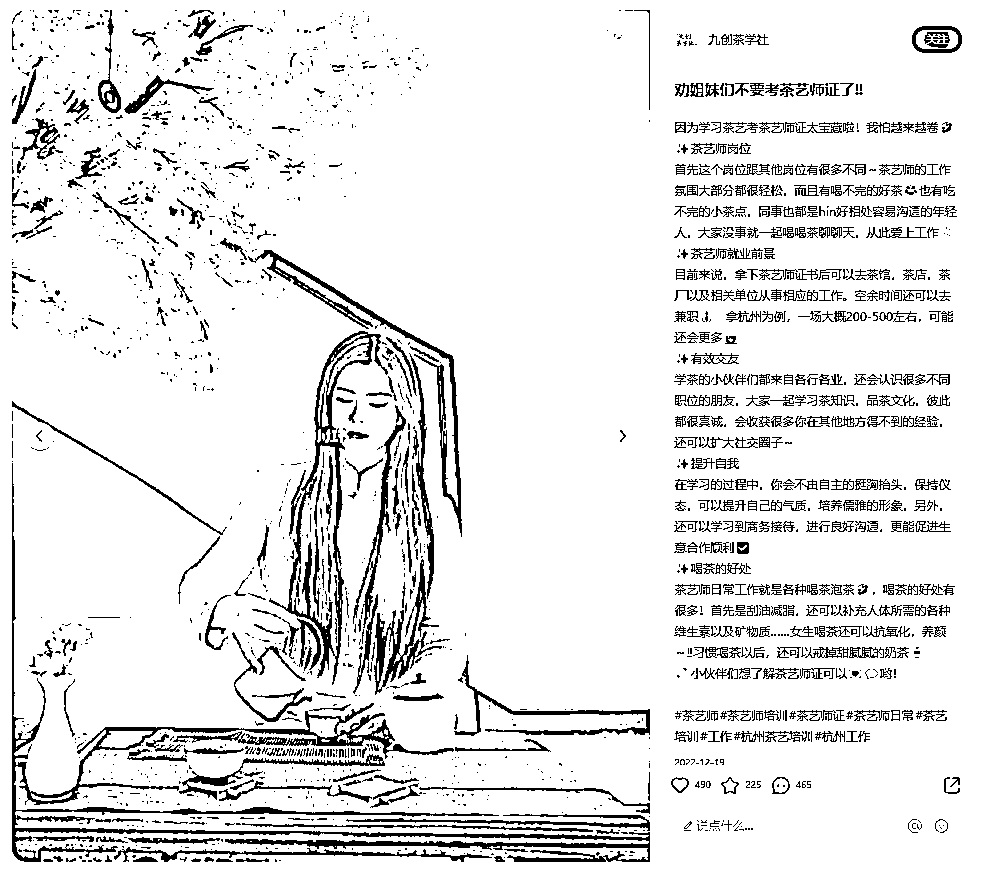 九创茶学社
关注
劝姐妹们不要考茶艺师证了!!
因为学习茶艺考茶艺师证太宝藏啦！我怕越来越卷
茶艺师岗位
首先这个岗位跟其他岗位有很多不同~茶艺师的工作
氛围大部分都很轻松，而且有喝不完的好茶 也有吃
不完的小茶点，同事也都是hin好相处容易沟通的年轻
人，大家没事就一起喝喝茶聊聊天，从此爱上工作
茶艺师就业前景
目前来说，拿下茶艺师证书后可以去茶馆，茶店，茶
厂以及相关单位从事相应的工作。空余时间还可以去
兼职 拿杭州为例，一场大概200-500左右，可能
还会更多
有效交友
学茶的小伙伴们都来自各行各业，还会认识很多不同
职位的朋友，大家一起学习茶知识，品茶文化，彼此
都很真诚，会收获很多你在其他地方得不到的经验，
还可以扩大社交圈子~
提升自我
在学习的过程中，你会不由自主的挺胸抬头，保持仪
态，可以提升自己的气质，培养儒雅的形象，另外，
还可以学习到商务接待，进行良好沟通，更能促进生
意合作顺利
喝茶的好处
茶艺师日常工作就是各种喝茶泡茶 ，喝茶的好处有
很多！首先是刮油减脂，还可以补充人体所需的各种
维生素以及矿物质......女生喝茶还可以抗氧化，养颜
~!!习惯喝茶以后，还可以戒掉甜腻腻的奶茶
小伙伴们想了解茶艺师证可以 哟!
#茶艺师 #茶艺师培训 #茶艺师证 #茶艺师日常 #茶艺
培训 #工作 #杭州茶艺培训 #杭州工作
2022-12-19
490 225 465
说点什么...